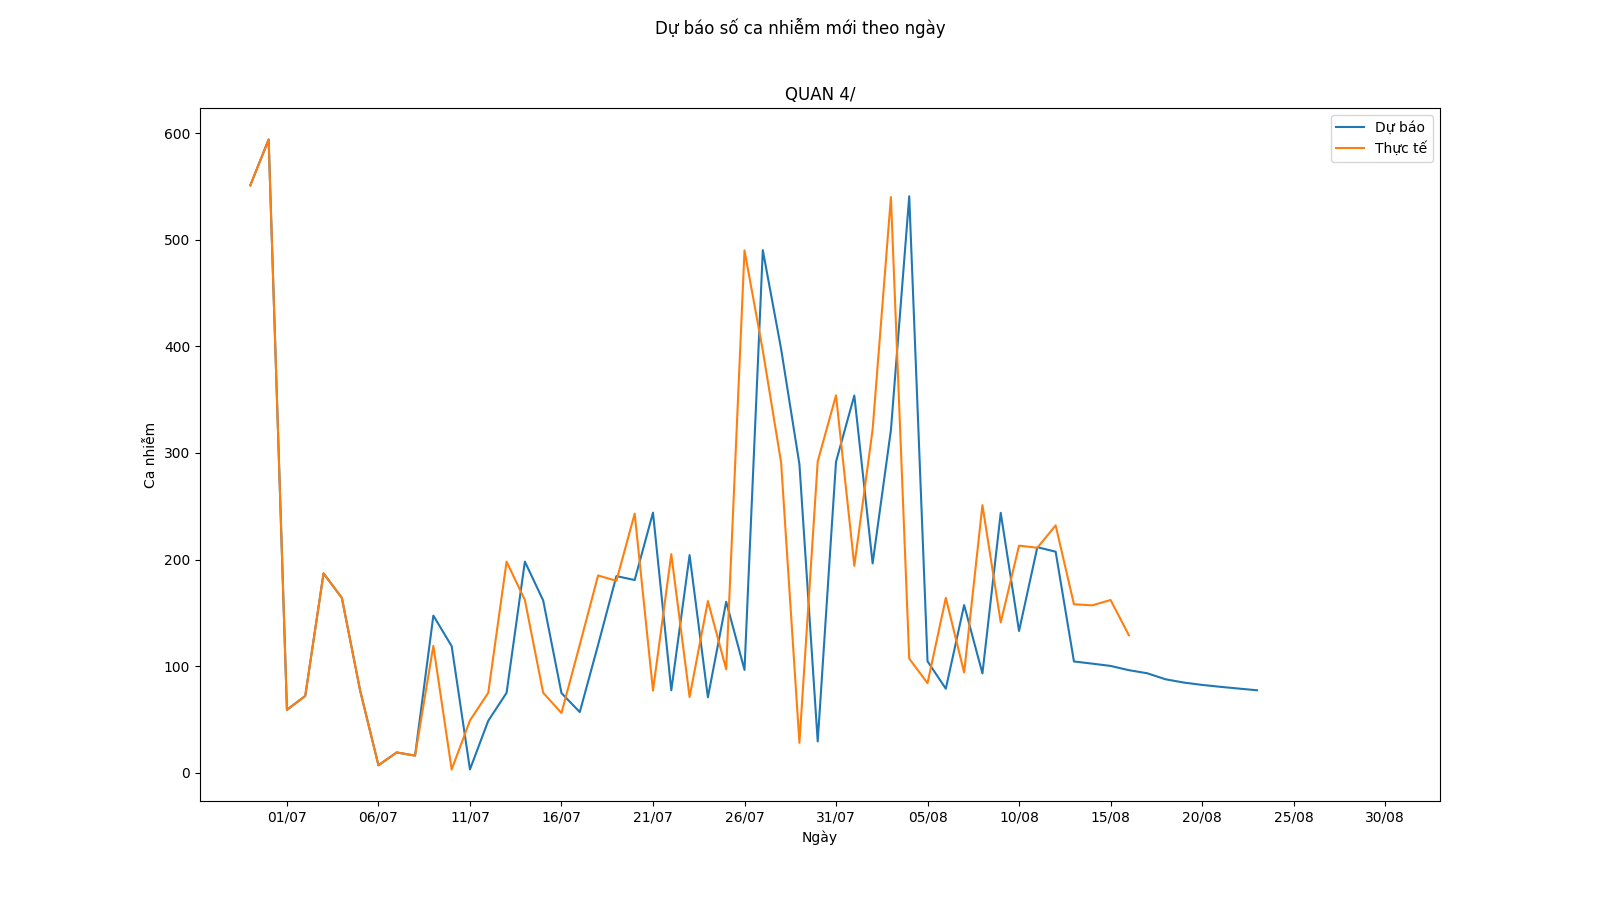 Dự báo số ca nhiễm mới theo ngày
QUAN 4/
Dự báo
Thực tế
600
500
400
300
200
100
0
Ca nhiễm
01/07 06/07 11/07 16/07 21/07 26/07 31/07 05/08 10/08 15/08 20/08 25/08 30/08
Ngày